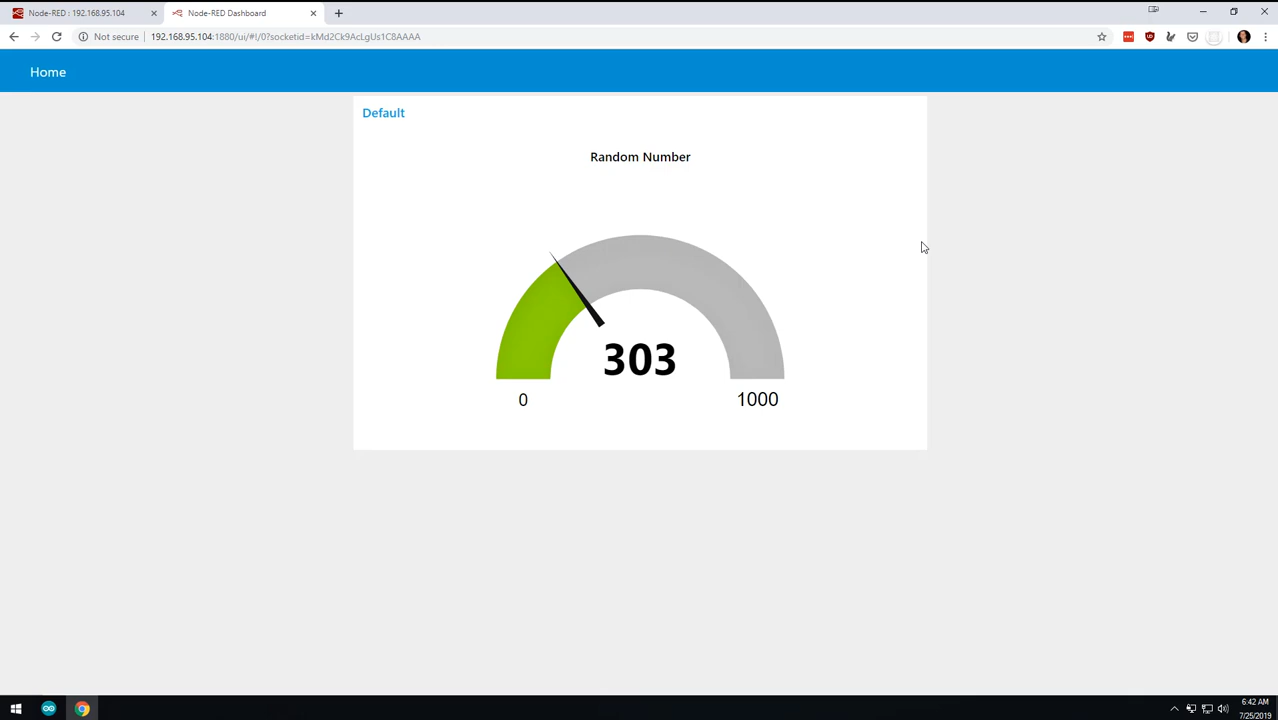 Node-RED : 192.168.95.104
Node-RED Dashboard
Not secure
192.168.95.104:1880/ui/#!/0?socketid=kMd2Ck9AcLgUs1C8AAAA
Home
Default
Random Number
303
0
1000
6:42 AM
7/25/2019